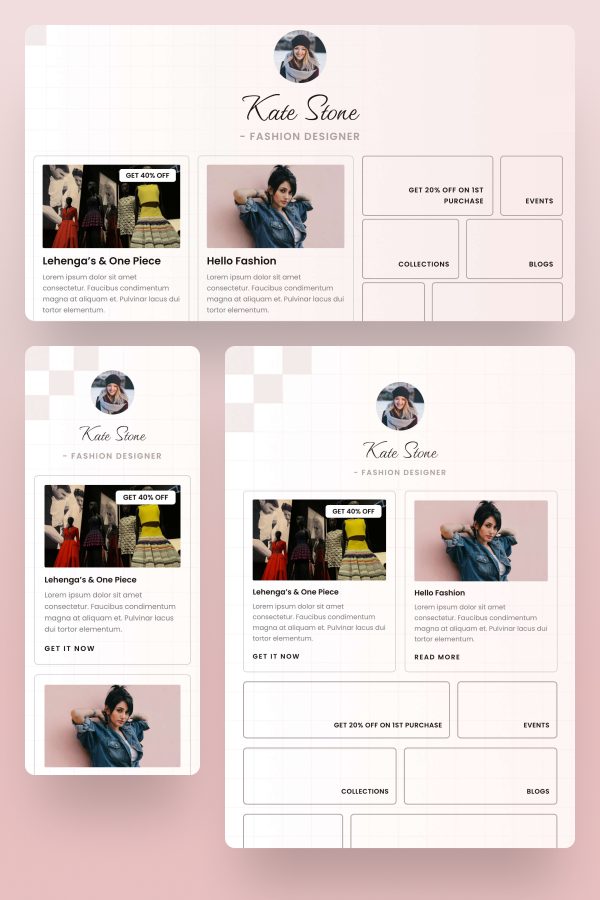 Kate Stone
- FASHION DESIGNER
GET 40% OFF
Lehenga's & One Piece
Lorem ipsum dolor sit amet
consectetur. Faucibus condimentum
magna at aliquam et. Pulvinar lacus dui
tortor elementum.
Hello Fashion
Lorem ipsum dolor sit amet
consectetur. Faucibus condimentum
magna at aliquam et. Pulvinar lacus dui
tortor elementum.
GET 20% OFF ON 1ST
PURCHASE
EVENTS
COLLECTIONS
BLOGS
Kate Stone
- FASHION DESIGNER
GET 40% OFF
Lehenga's & One Piece
Lorem ipsum dolor sit amet
consectetur. Faucibus condimentum
magna at aliquam et. Pulvinar lacus
dui tortor elementum.
GET IT NOW
Kate Stone
- FASHION DESIGNER
GET 40% OFF
Lehenga's & One Piece
Lorem ipsum dolor sit amet
consectetur. Faucibus condimentum
magna at aliquam et. Pulvinar lacus
dui tortor elementum.
GET IT NOW
Hello Fashion
Lorem ipsum dolor sit amet
consectetur. Faucibus condimentum
magna at aliquam et. Pulvinar lacus
dui tortor elementum.
READ MORE
GET 20% OFF ON 1ST PURCHASE
EVENTS
COLLECTIONS
BLOGS